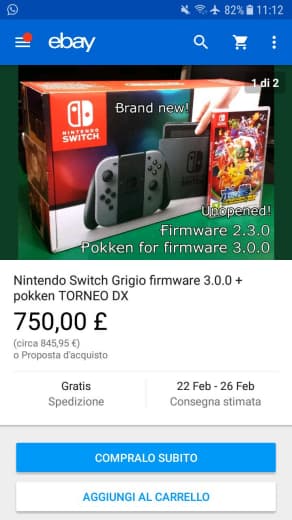 82% 11:12
ebay
1 di 2
Brand new!
NINTENDO
SWITCH
Unopened!
Firmware 2.3.0
Pokken for firmware 3.0.0
Nintendo Switch Grigio firmware 3.0.0 +
pokken TORNEO DX
750,00 £
(circa 845,95 €)
o Proposta d'acquisto
Gratis
Spedizione
22 Feb - 26 Feb
Consegna stimata
COMPRALO SUBITO
AGGIUNGI AL CARRELLO